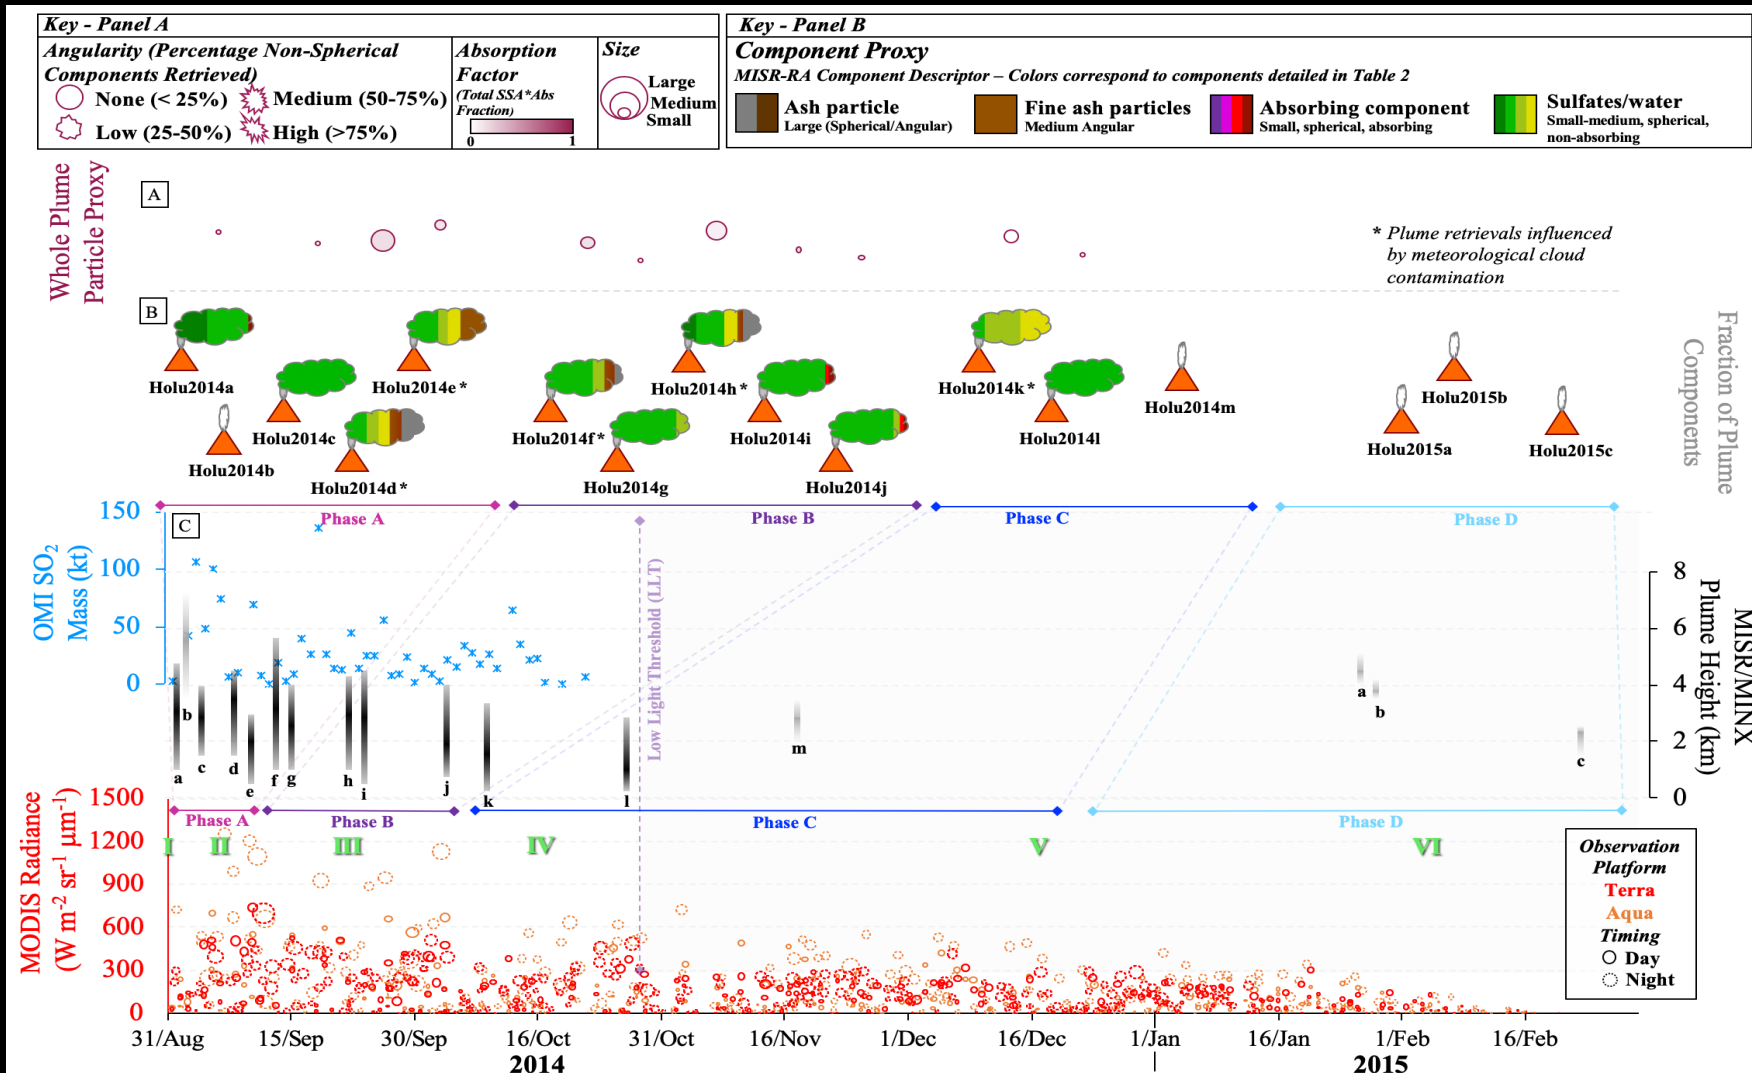 Key - Panel A
Angularity (Percentage Non-Spherical
Components Retrieved)
None (< 25%)
Medium (50-75%)
Low (25-50%)
High (>75%)
Absorption
Factor
(Total SSA*Abs
Fraction)
0
1
Size
Large
Medium
Small
Key - Panel B
Component Proxy
MISR-RA Component Descriptor – Colors correspond to components detailed in Table 2
Ash particle
Large (Spherical/Angular)
Fine ash particles
Medium Angular
Absorbing component
Small, spherical, absorbing
Sulfates/water
Small-medium, spherical,
non-absorbing
Whole Plume
Particle Proxy
A
* Plume retrievals influenced
by meteorological cloud
contamination
B
Holu2014a
Holu2014b
Holu2014c
Holu2014d*
Holu2014e*
Holu2014f*
Holu2014g
Holu2014h*
Holu2014i
Holu2014j
Holu2014k*
Holu2014l
Holu2014m
Holu2015a
Holu2015b
Holu2015c
Fraction of Plume
Components
C
Phase A
Phase B
Phase C
Phase D
OMI SO2
Mass (kt)
150
100
50
0
Low Light Threshold (LLT)
a
b
c
d
e
f
g
h
i
j
k
l
m
a
b
c
8
6
4
2
0
MISR/MINX
Plume Height (km)
Phase A
Phase B
Phase C
Phase D
I
II
III
IV
V
VI
MODIS Radiance
(W m-2 sr-1 μm-1)
1500
1200
900
600
300
0
Observation
Platform
Terra
Aqua
Timing
Day
Night
31/Aug
15/Sep
30/Sep
16/Oct
31/Oct
16/Nov
1/Dec
16/Dec
1/Jan
16/Jan
1/Feb
16/Feb
2014
2015